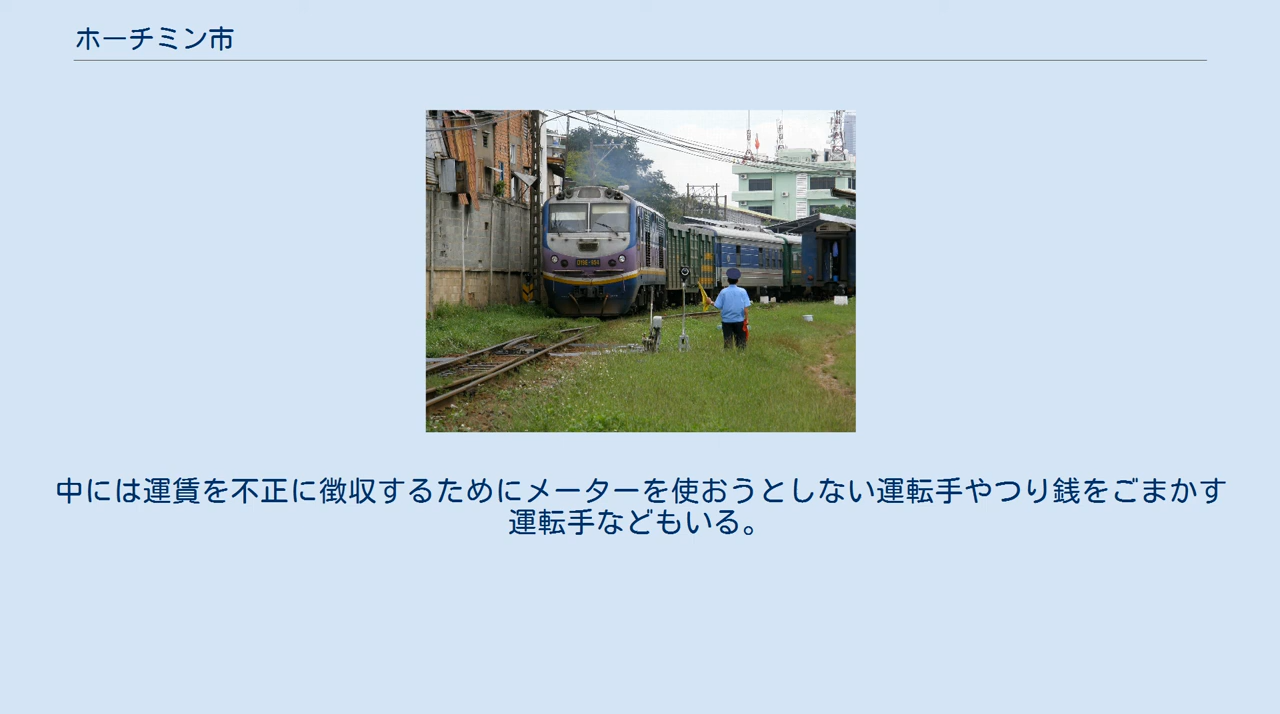 ホーチミン市
中には運賃を不正に徴収するためにメーターを使おうとしない運転手やつり銭をごまかす
運転手などもいる。